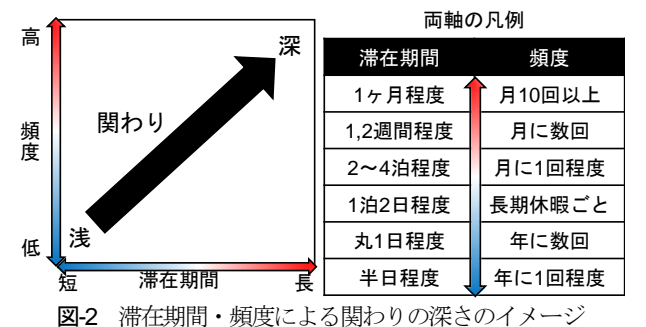 高
頻度
低
深
関わり
浅
短
滞在期間
長
両軸の凡例
滞在期間 頻度
1ヶ月程度 月10回以上
1,2週間程度 月に数回
2～4泊程度 月に1回程度
1泊2日程度 長期休暇ごと
丸1日程度 年に数回
半日程度 年に1回程度
図-2 滞在期間・頻度による関わりの深さのイメージ